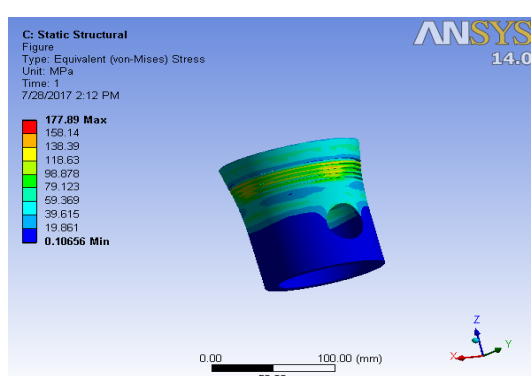 C: Static Structural
Figure
Type: Equivalent (von-Mises) Stress
Unit: MPa
Time: 1
7/28/2017 2:12 PM
177.89 Max
158.14
138.39
118.63
98.878
79.123
59.369
39.615
19.861
0.10656 Min
ANSYS
14.0
0.00
100.00 (mm)
Z
Y
X